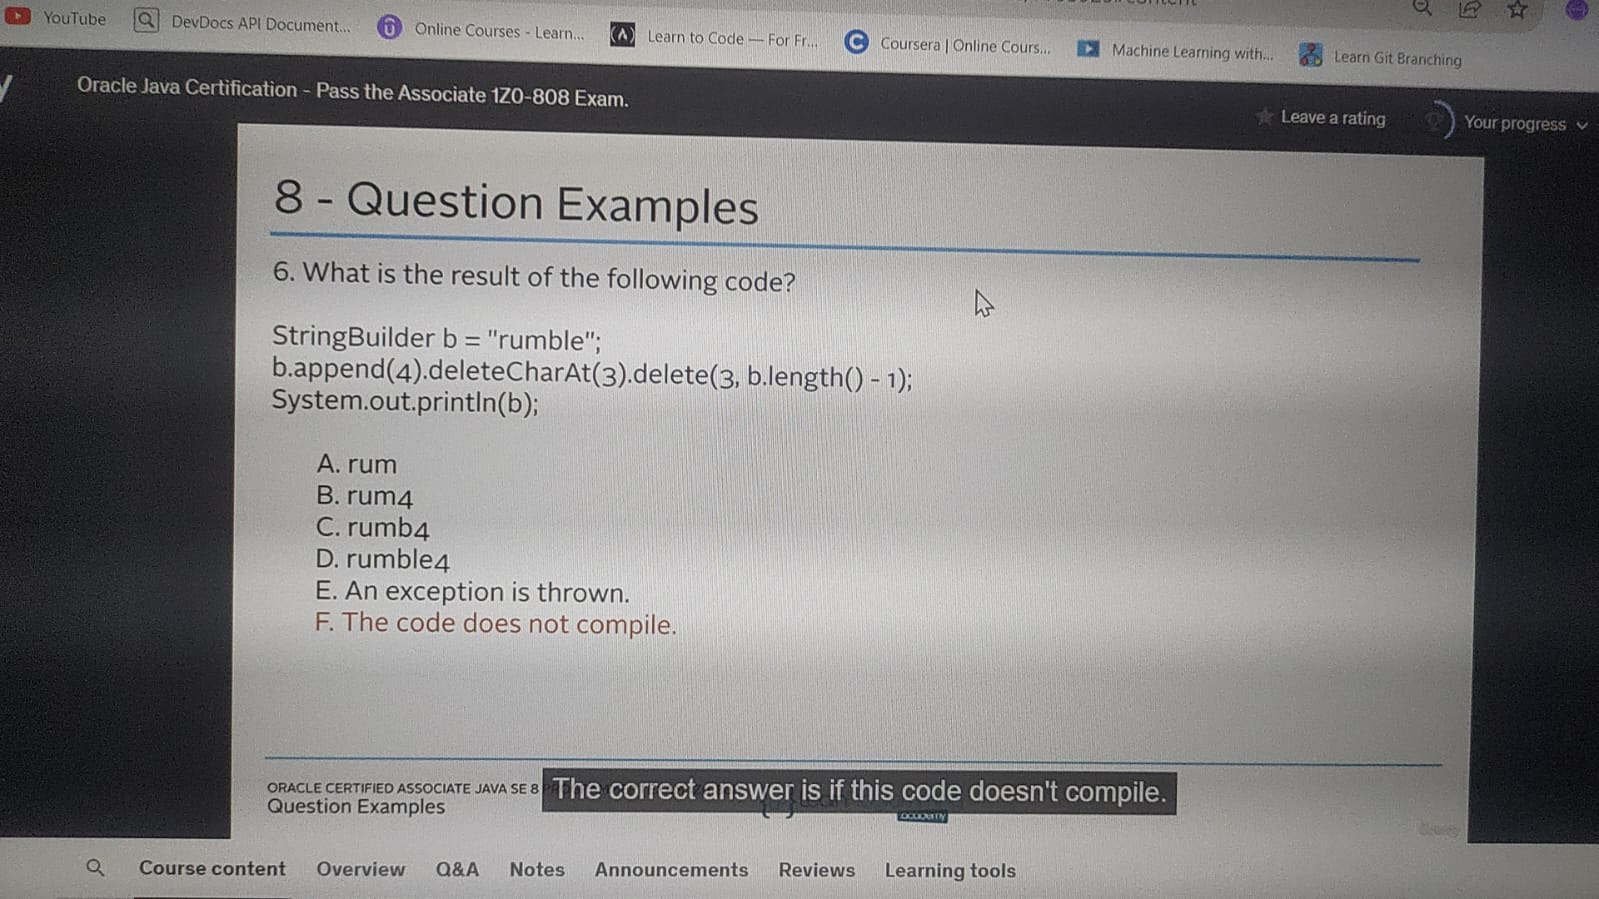 YouTube
DevDocs API Document...
Online Courses - Learn...
Learn to Code — For Fr...
Coursera | Online Cours...
Machine Learning with...
Learn Git Branching
Oracle Java Certification - Pass the Associate 1Z0-808 Exam.
Leave a rating
Your progress
8 - Question Examples
6. What is the result of the following code?
StringBuilder b = "rumble";
b.append(4).deleteCharAt(3).delete(3, b.length() - 1);
System.out.println(b);
A. rum
B. rum4
C. rumb4
D. rumble4
E. An exception is thrown.
F. The code does not compile.
ORACLE CERTIFIED ASSOCIATE JAVA SE 8
The correct answer is if this code doesn't compile.
Question Examples
Course content
Overview
Q&A
Notes
Announcements
Reviews
Learning tools